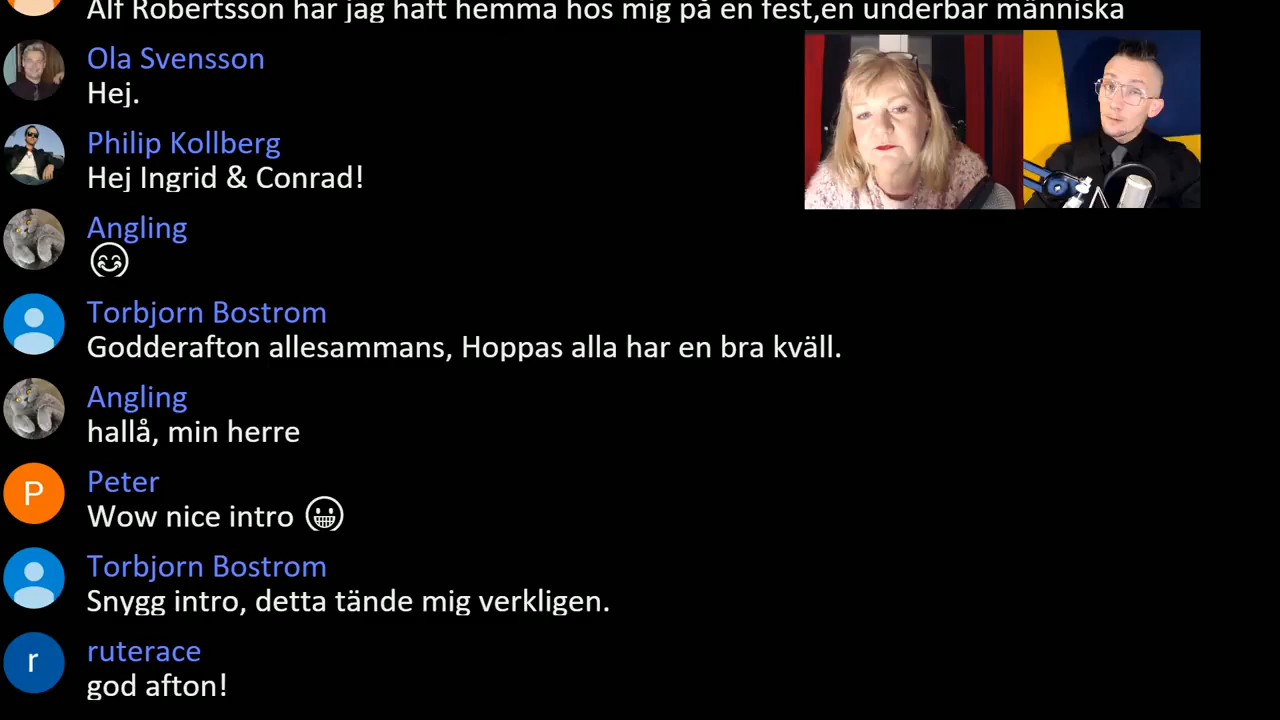 Alf Robertsson har jag haft hemma hos mig på en fest,en underbar människa
Ola Svensson
Hej.
Philip Kollberg
Hej Ingrid & Conrad!
Angling
Torbjorn Bostrom
Godderafton allesammans, Hoppas alla har en bra kväll.
Angling
hallå, min herre
P
Peter
Wow nice intro
Torbjorn Bostrom
Snygg intro, detta tände mig verkligen.
r
ruterace
god afton!